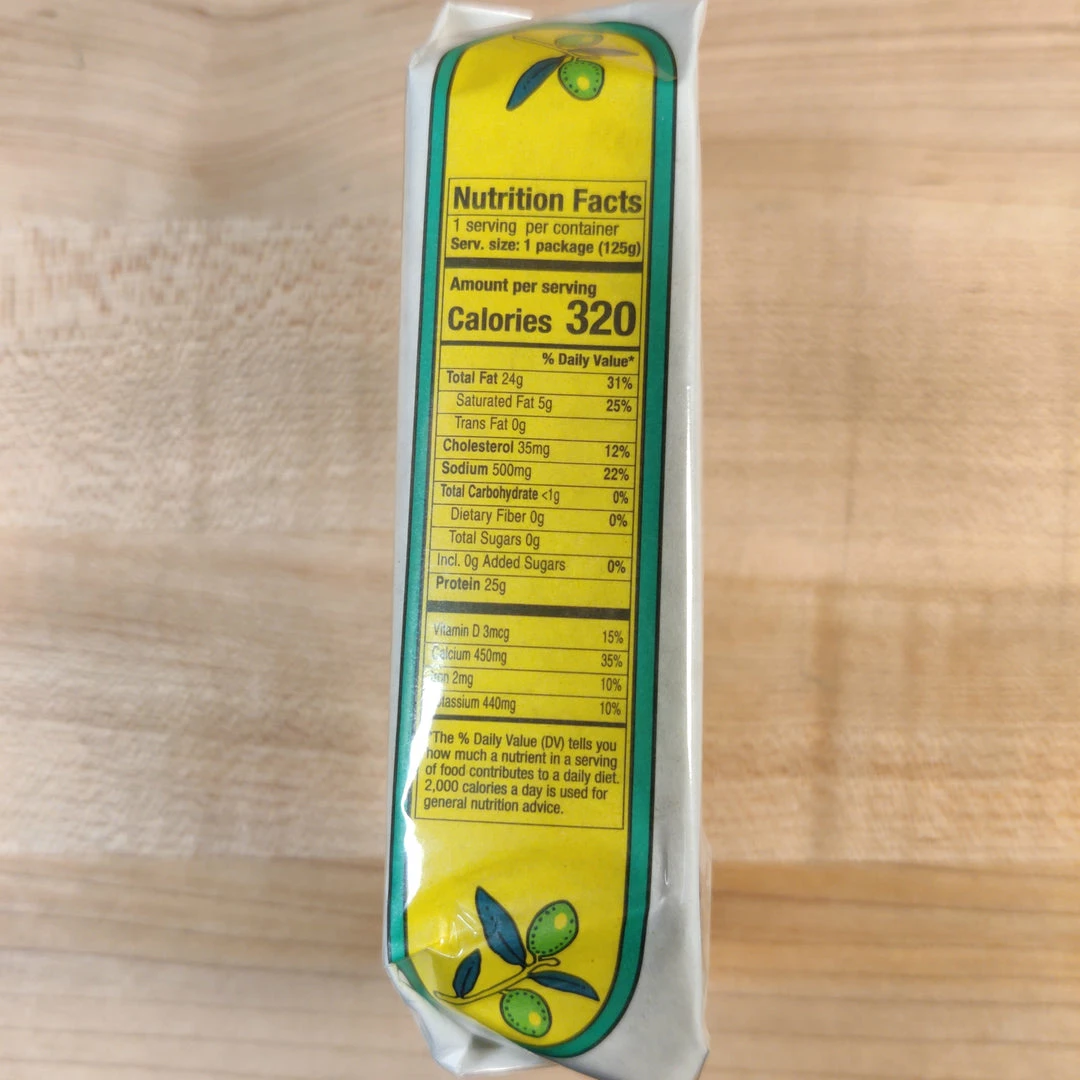 Nutrition Facts
1 serving per container
Serv. size: 1 package (125g)
Amount per serving
Calories 320
% Daily Value*
Total Fat 24g 31%
Saturated Fat 5g 25%
Trans Fat 0g
Cholesterol 35mg 12%
Sodium 500mg 22%
Total Carbohydrate <1g 0%
Dietary Fiber 0g 0%
Total Sugars 0g
Incl. 0g Added Sugars 0%
Protein 25g
Vitamin D 3mcg 15%
Calcium 450mg 35%
Iron 2mg 10%
Potassium 440mg 10%
*The % Daily Value (DV) tells you
how much a nutrient in a serving
of food contributes to a daily diet.
2,000 calories a day is used for
general nutrition advice.